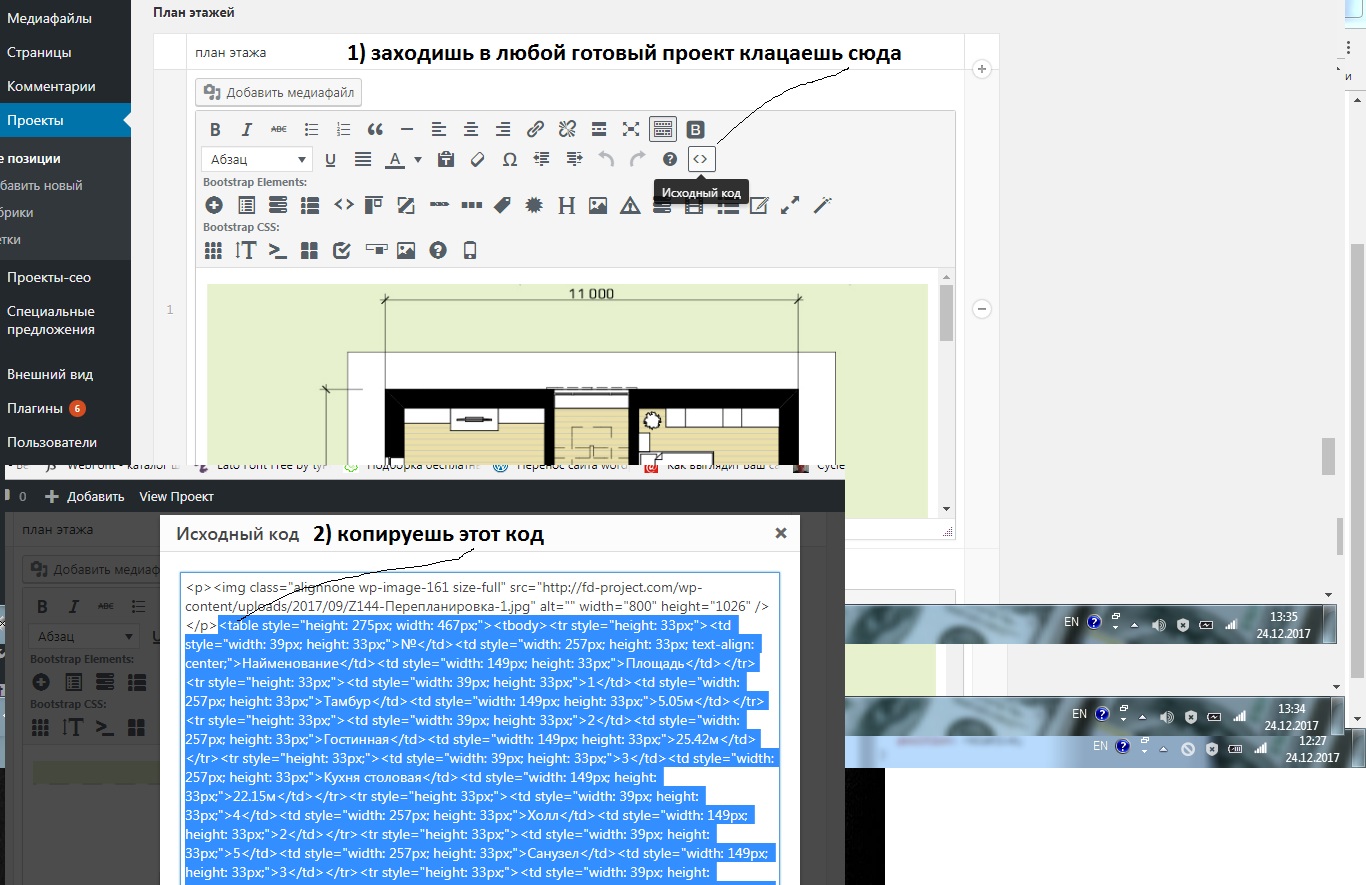 Медиафайлы
Страницы
Комментарии
Проекты
е позиции
бавить новый
брики
етки
Проекты-сео
Специальные
предложения
Внешний вид
Плагины 6
Пользователи
План этажей
план этажа
1) заходишь в любой готовый проект клацаешь сюда
Добавить медиафайл
B I ABC
Абзац
U A Ω
Исходный код
Bootstrap Elements:
H
Bootstrap CSS:
1
11 000
WebFont - каталог ш
Lato Font Free by ty
Подборка бесплатн
Перенос сайта word
Как выглядит ваш са
Cycle
0 Добавить View Проект
план этажа
Добавить медиаф
B I ABC
Абзац
Bootstrap Elements:
Bootstrap CSS:
Исходный код
2) копируешь этот код
<p><img class="alignnone wp-image-161 size-full" src="http://fd-project.com/wp-
content/uploads/2017/09/Z144-Перепланировка-1.jpg" alt="" width="800" height="1026" />
</p><table style="height: 275px; width: 467px;"><tbody><tr style="height: 33px;"><td
style="width: 39px; height: 33px;">№</td><td style="width: 257px; height: 33px; text-align:
center;">Найменование</td><td style="width: 149px; height: 33px;">Площадь</td></tr>
<tr style="height: 33px;"><td style="width: 39px; height: 33px;">1</td><td style="width:
257px; height: 33px;">Тамбур</td><td style="width: 149px; height: 33px;">5.05м</td></tr>
<tr style="height: 33px;"><td style="width: 39px; height: 33px;">2</td><td style="width:
257px; height: 33px;">Гостинная</td><td style="width: 149px; height: 33px;">25.42м</td>
</tr><tr style="height: 33px;"><td style="width: 39px; height: 33px;">3</td><td style="width:
257px; height: 33px;">Кухня столовая</td><td style="width: 149px; height:
33px;">22.15м</td></tr><tr style="height: 33px;"><td style="width: 39px; height:
33px;">4</td><td style="width: 257px; height: 33px;">Холл</td><td style="width: 149px;
height: 33px;">2</td></tr><tr style="height: 33px;"><td style="width: 39px; height:
33px;">5</td><td style="width: 257px; height: 33px;">Санузел</td><td style="width: 149px;
height: 33px;">3</td></tr><tr style="height: 33px;"><td style="width: 39px; height:
EN 13:35
24.12.2017
EN 13:34
24.12.2017
EN 12:27
24.12.2017